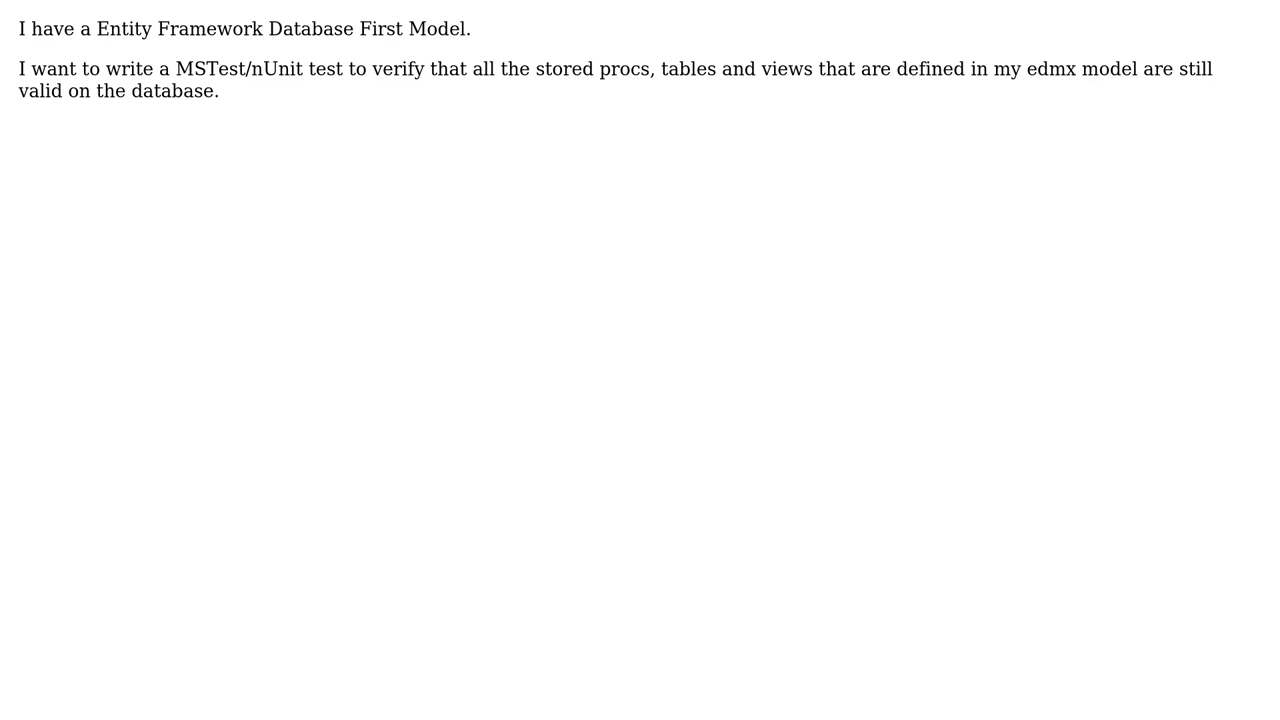 I have a Entity Framework Database First Model.
I want to write a MSTest/nUnit test to verify that all the stored procs, tables and views that are defined in my edmx model are still
valid on the database.